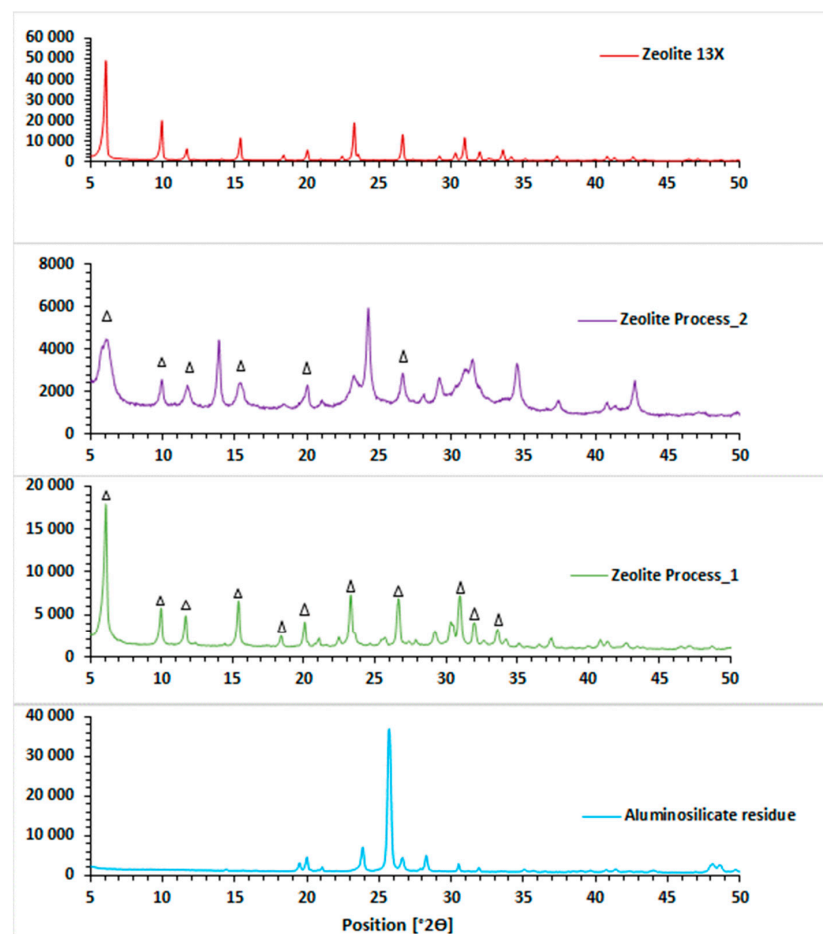 60 000
50 000
40 000
30 000
20 000
10 000
0
Zeolite 13X
5 10 15 20 25 30 35 40 45 50
8000
6000
4000
2000
0
Zeolite Process_2
5 10 15 20 25 30 35 40 45 50
20 000
15 000
10 000
5 000
0
Zeolite Process_1
5 10 15 20 25 30 35 40 45 50
40 000
30 000
20 000
10 000
0
Aluminosilicate residue
5 10 15 20 25 30 35 40 45 50
Position [°2Θ]